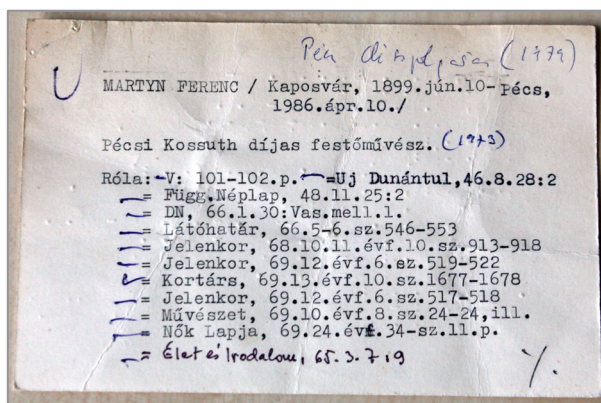 Pécs díszpolgára (1979)
MARTYN FERENC / Kaposvár, 1899.jún.10-Pécs,
1986.ápr.10./
Pécsi Kossuth díjas festőművész. (1973)
Róla: -V: 101-102.p. =Uj Dunántul,46.8.28:2
= Függ.Néplap, 48.11.25:2
= DN, 66.1.30:Vas.mell.1.
= Látóhatár, 66.5-6.sz.546-553
= Jelenkor, 68.10.11.évf.10.sz.913-918
= Jelenkor, 69.12.évf.6.sz.519-522
= Kortárs, 69.13.évf.10.sz.1677-1678
= Jelenkor, 69.12.évf.6.sz.517-518
= Művészet, 69.10.évf.8.sz.24-24,ill.
= Nők Lapja, 69.24.évf.34-sz.11.p.
= Élet és Irodalom, 65.3.7:9
·/.